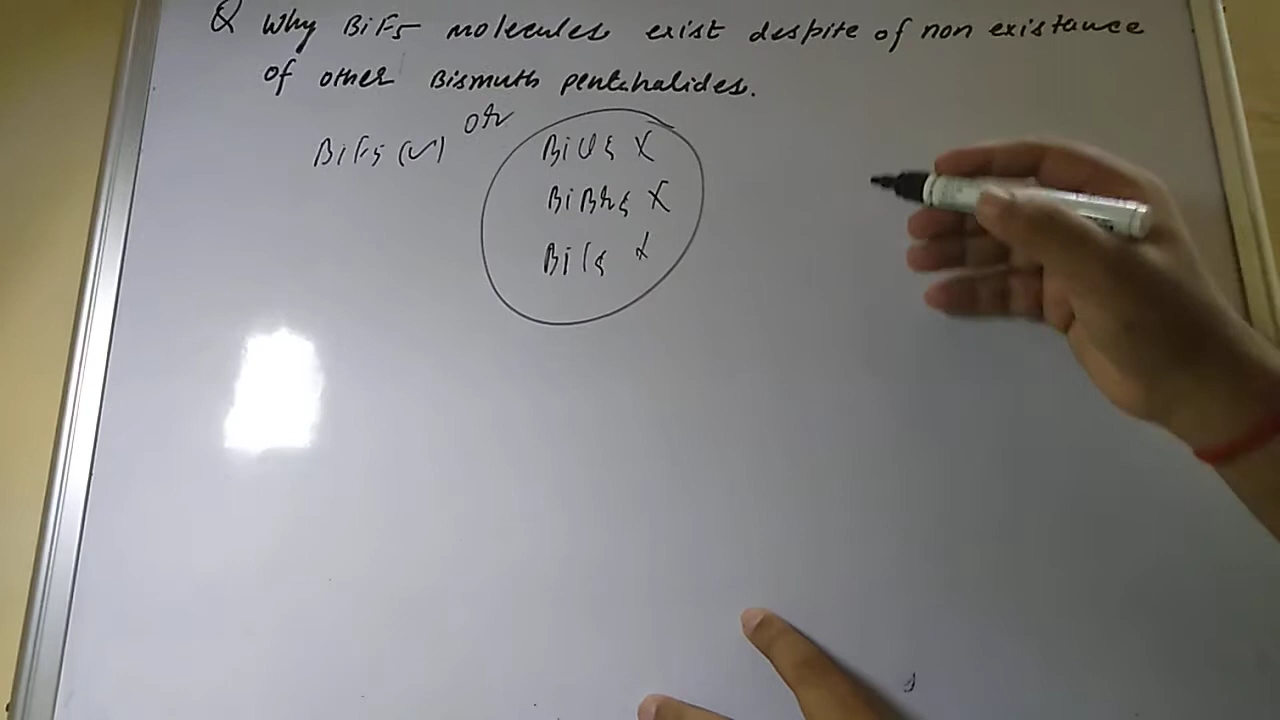 Q Why BiF5 molecules exist despite of non existance
of other Bismuth pentahalides.
BiF5 (✓) or BiCl5 X
BiBr5 X
BiI5 X